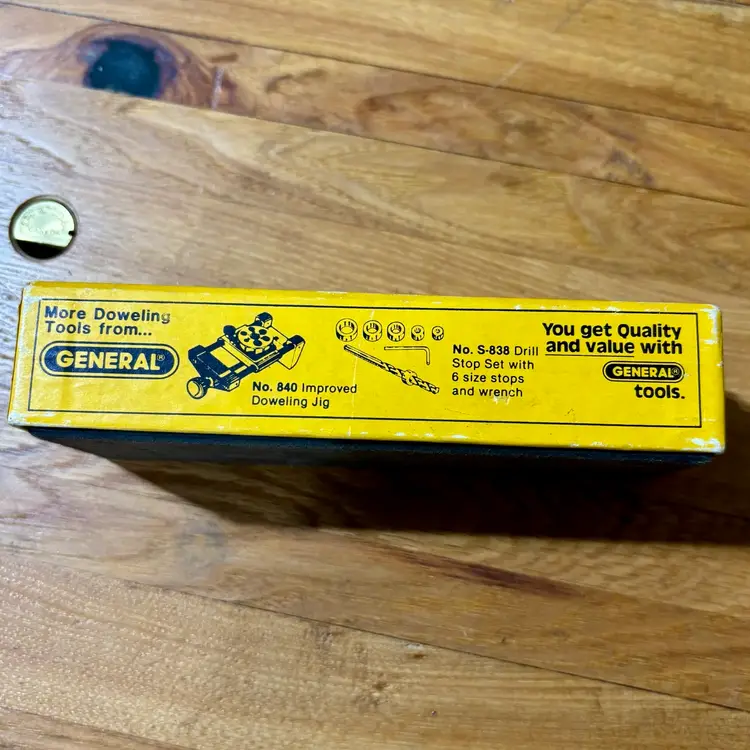 More Doweling
Tools from...
GENERAL®
No. 840 Improved
Doweling Jig
No. S-838 Drill
Stop Set with
6 size stops
and wrench
You get Quality
and value with
GENERAL®
tools.